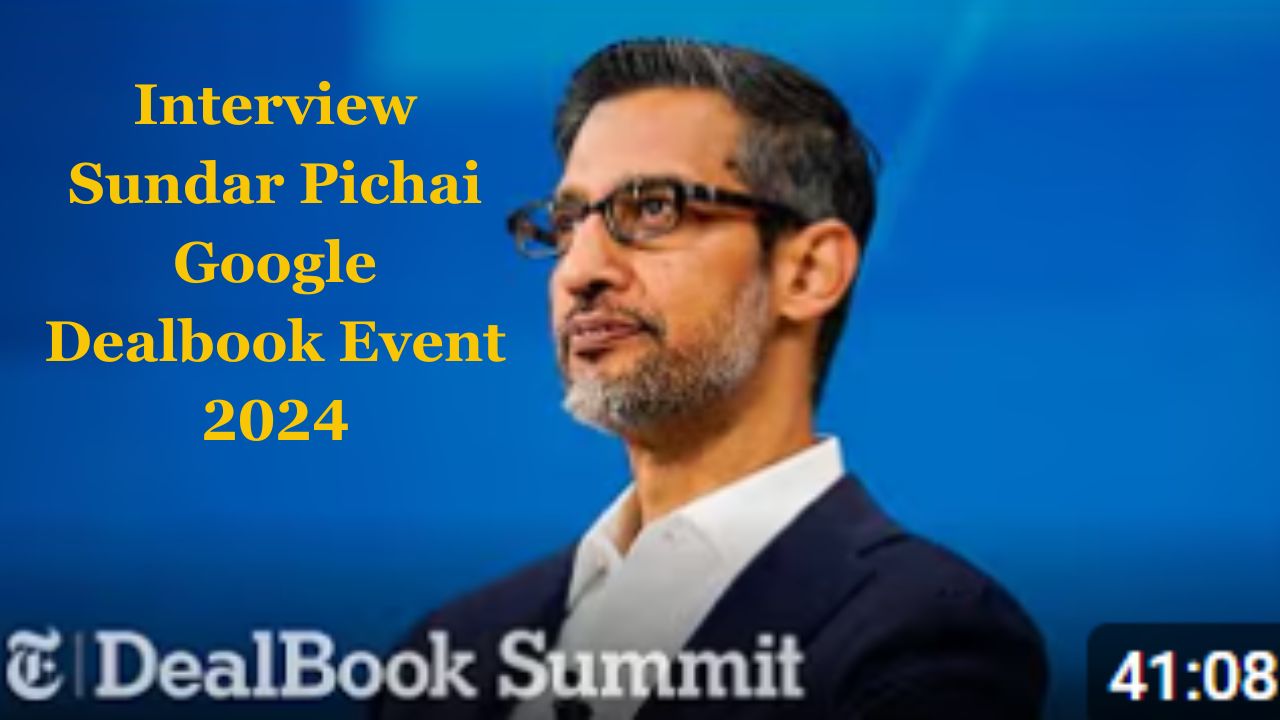 Interview
Sundar Pichai
Google
Dealbook Event
2024
T | DealBook Summit
41:08